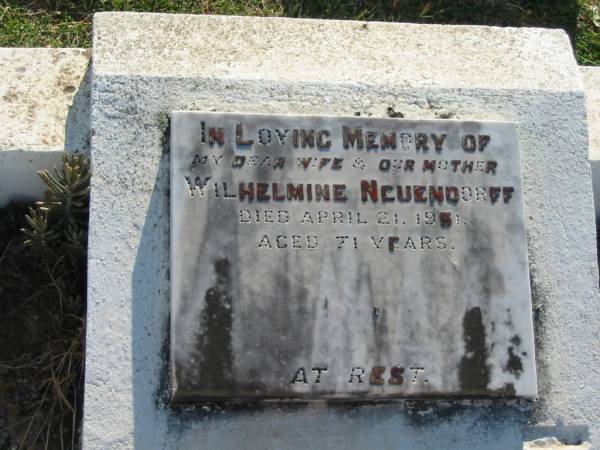 IN LOVING MEMORY OF
MY DEAR WIFE & OUR MOTHER
WILHELMINE NEUENDORFF
DIED APRIL 21. 1951.
AGED 71 YEARS.
AT REST.